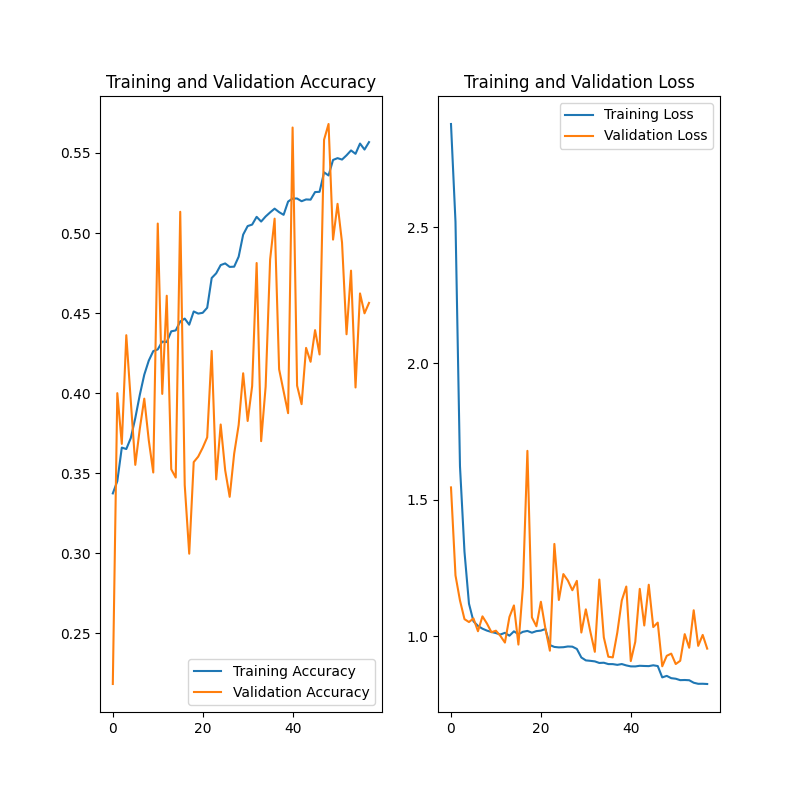 Training and Validation Accuracy
0.55
0.50
0.45
0.40
0.35
0.30
0.25
0
20
40
Training Accuracy
Validation Accuracy
Training and Validation Loss
2.5
2.0
1.5
1.0
0
20
40
Training Loss
Validation Loss